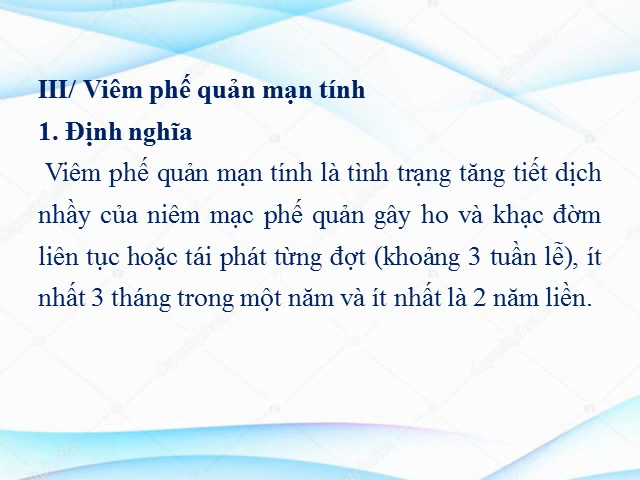 III/ Viêm phế quản mạn tính
1. Định nghĩa
Viêm phế quản mạn tính là tình trạng tăng tiết dịch
nhầy của niêm mạc phế quản gây ho và khạc đờm
liên tục hoặc tái phát từng đợt (khoảng 3 tuần lễ), ít
nhất 3 tháng trong một năm và ít nhất là 2 năm liền.